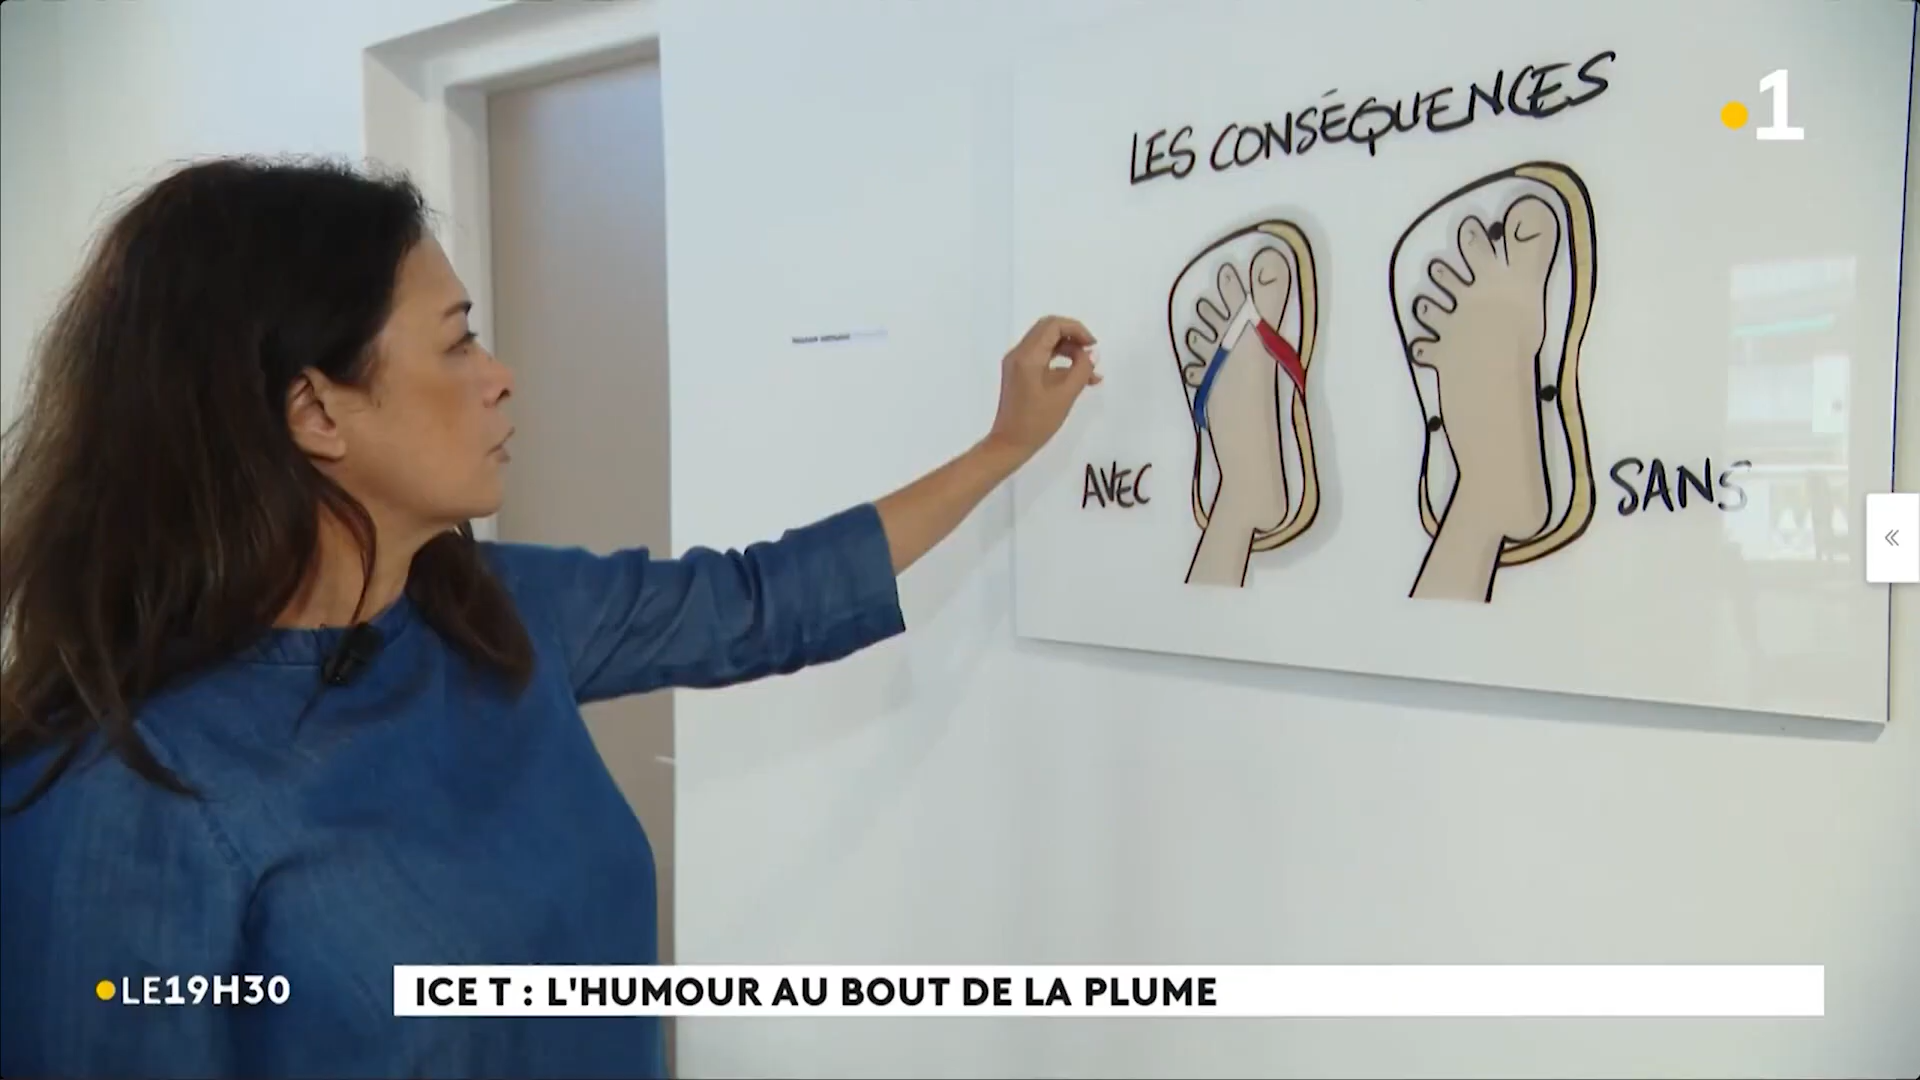 LES CONSÉQUENCES
1
AVEC
SANS
«
LE19H30
ICE T : L'HUMOUR AU BOUT DE LA PLUME